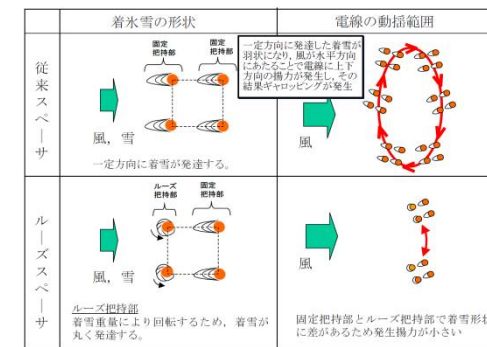 着氷雪の形状
電線の動揺範囲
従来スペーサ
固定
把持部
固定
把持部
風，雪
一定方向に着雪が発達する。
一定方向に発達した着雪が
羽状になり，風が水平方向
にあたることで電線に上下
方向の揚力が発生し，その
結果ギャロッピングが発生
風
ルーズスペーサ
ルーズ
把持部
固定
把持部
風，雪
ルーズ把持部
着雪重量により回転するため，着雪が
丸く発達する。
風
固定把持部とルーズ把持部で着雪形状
に差があるため発生揚力が小さい